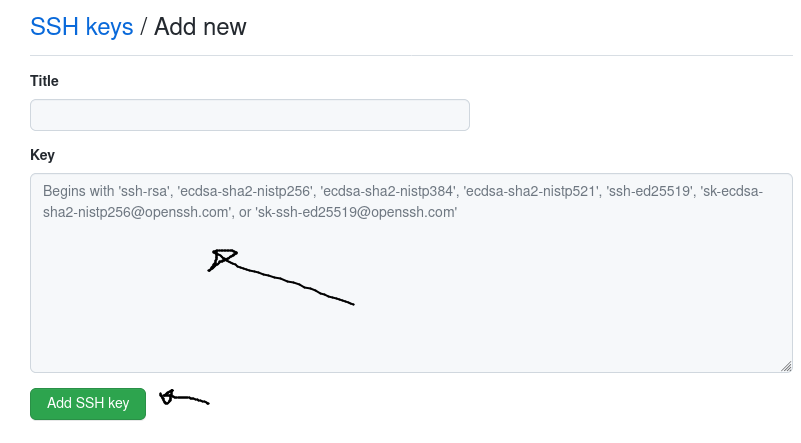 SSH keys / Add new
Title
Key
Begins with 'ssh-rsa', 'ecdsa-sha2-nistp256', 'ecdsa-sha2-nistp384', 'ecdsa-sha2-nistp521', 'ssh-ed25519', 'sk-ecdsa-
sha2-nistp256@openssh.com', or 'sk-ssh-ed25519@openssh.com'
Add SSH key